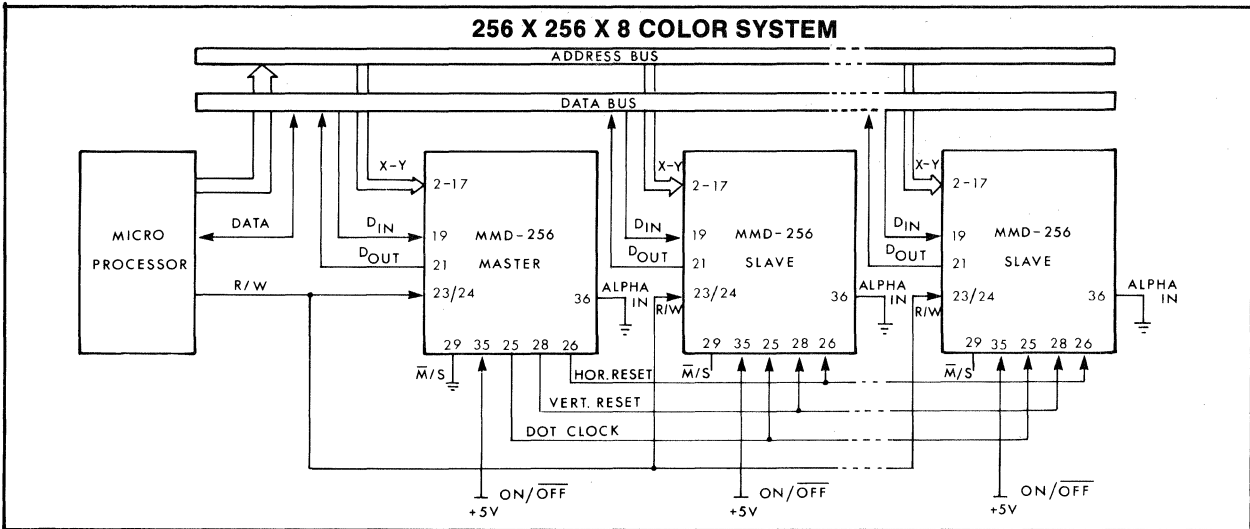 256 X 256 X 8 COLOR SYSTEM
ADDRESS BUS
DATA BUS
MICRO
PROCESSOR
DATA
R/W
X-Y
DIN
DOUT
2-17
19
21
23/24
MMD-256
MASTER
36
ALPHA
IN
29 35 25 28 26
M̅/S
X-Y
DIN
DOUT
R/W
2-17
19
21
23/24
MMD-256
SLAVE
36
ALPHA
IN
29 35 25 28 26
M̅/S
X-Y
DIN
DOUT
R/W
2-17
19
21
23/24
MMD-256
SLAVE
36
ALPHA
IN
29 35 25 28 26
M̅/S
HOR. RESET
VERT. RESET
DOT CLOCK
ON/O̅F̅F̅
+5V
ON/O̅F̅F̅
+5V
ON/O̅F̅F̅
+5V